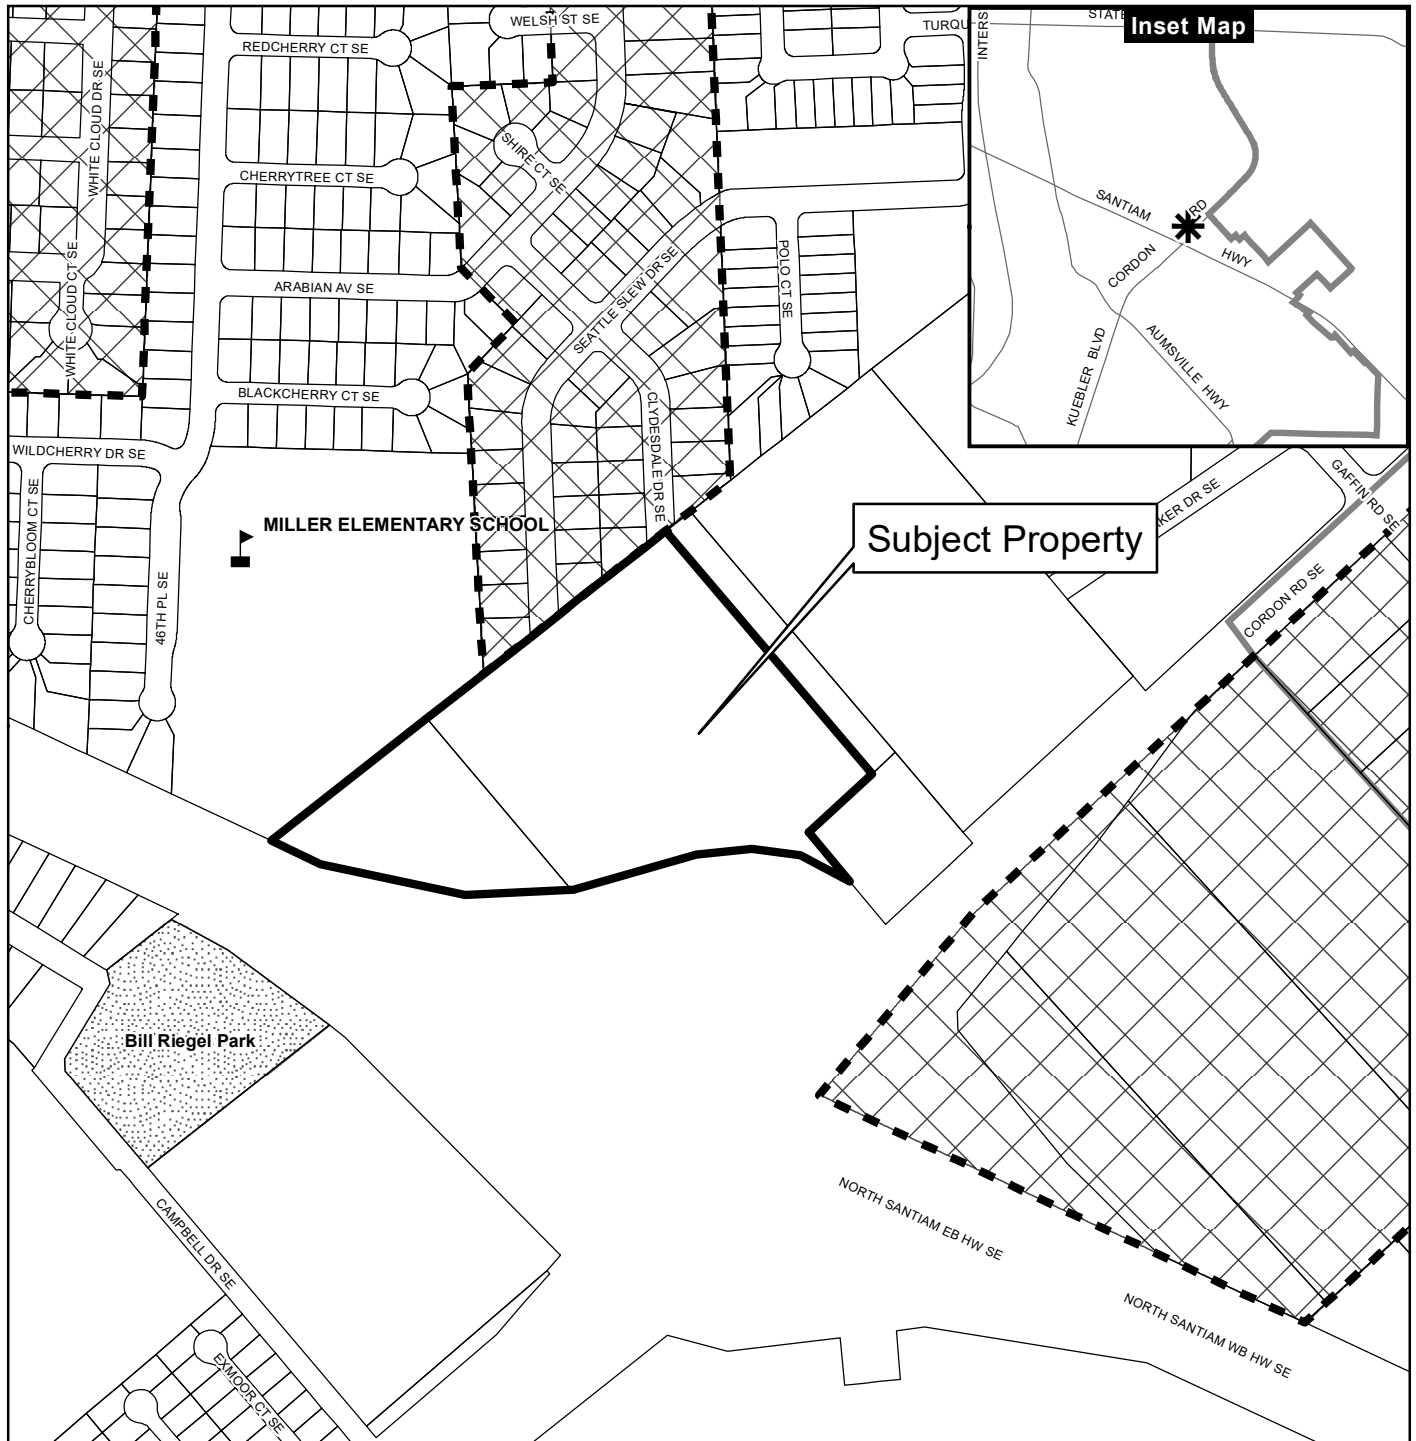 WELSH ST SE
REDCHERRY CT SE
WHITE CLOUD DR SE
SHIRE CT SE
CHERRYTREE CT SE
WHITE CLOUD CT SE
ARABIAN AV SE
SEATTLE SLEW DR SE
POLO CT SE
BLACKCHERRY CT SE
CLYDESDALE DR SE
WILDCHERRY DR SE
CHERRYBLOOM CT SE
46TH PL SE
MILLER ELEMENTARY SCHOOL
TURQU
Inset Map
INTERS
STATE
SANTIAM
RD
CORDON
HWY
KUEBLER BLVD
AUMSVILLE HWY
GAFFIN RD SE
KER DR SE
Subject Property
CORDON RD SE
Bill Riegel Park
CAMPBELL DR SE
EXMOOR CT SE
NORTH SANTIAM EB HW SE
NORTH SANTIAM WB HW SE